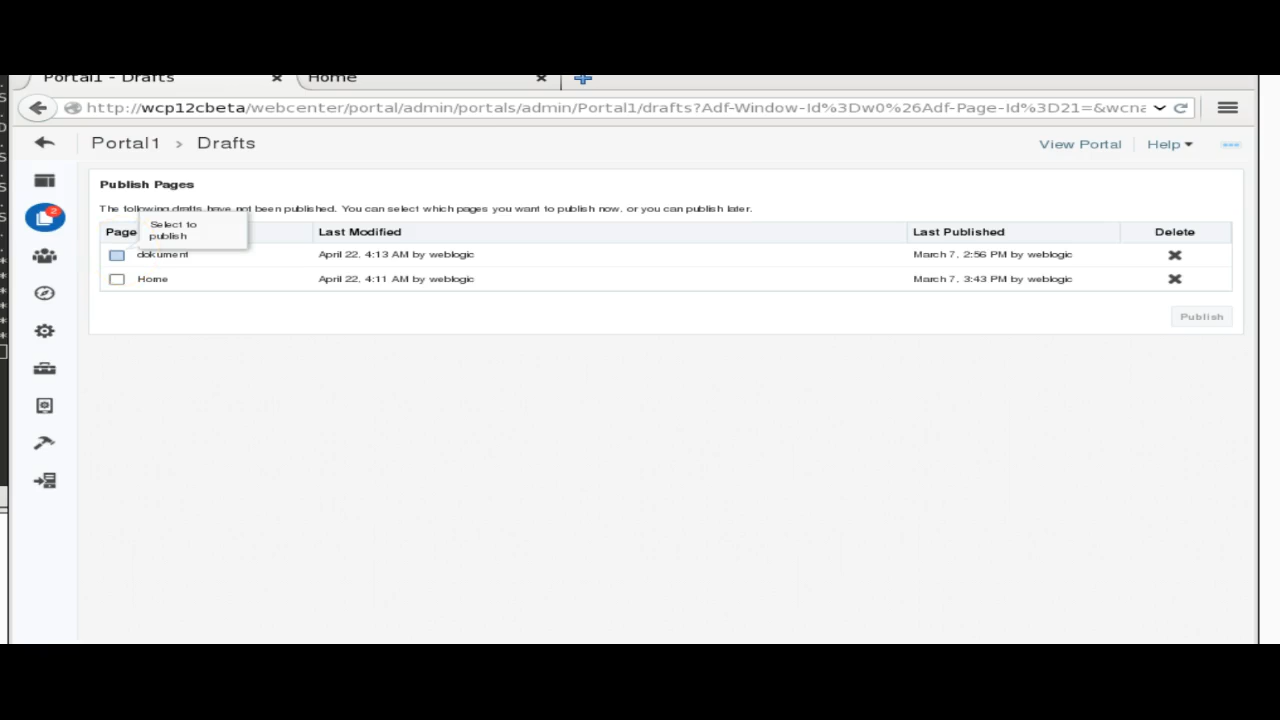 Portal1 - Drafts
Home
http://wcp12cbeta/webcenter/portal/admin/portals/admin/Portal1/drafts?Adf-Window-Id%3Dw0%26Adf-Page-Id%3D21=&wcna
Portal1 > Drafts
View Portal
Help
2
Publish Pages
The following drafts have not been published. You can select which pages you want to publish now, or you can publish later.
Select to
publish
Page
Last Modified
Last Published
Delete
dokument
April 22, 4:13 AM by weblogic
March 7, 2:56 PM by weblogic
Home
April 22, 4:11 AM by weblogic
March 7, 3:43 PM by weblogic
Publish